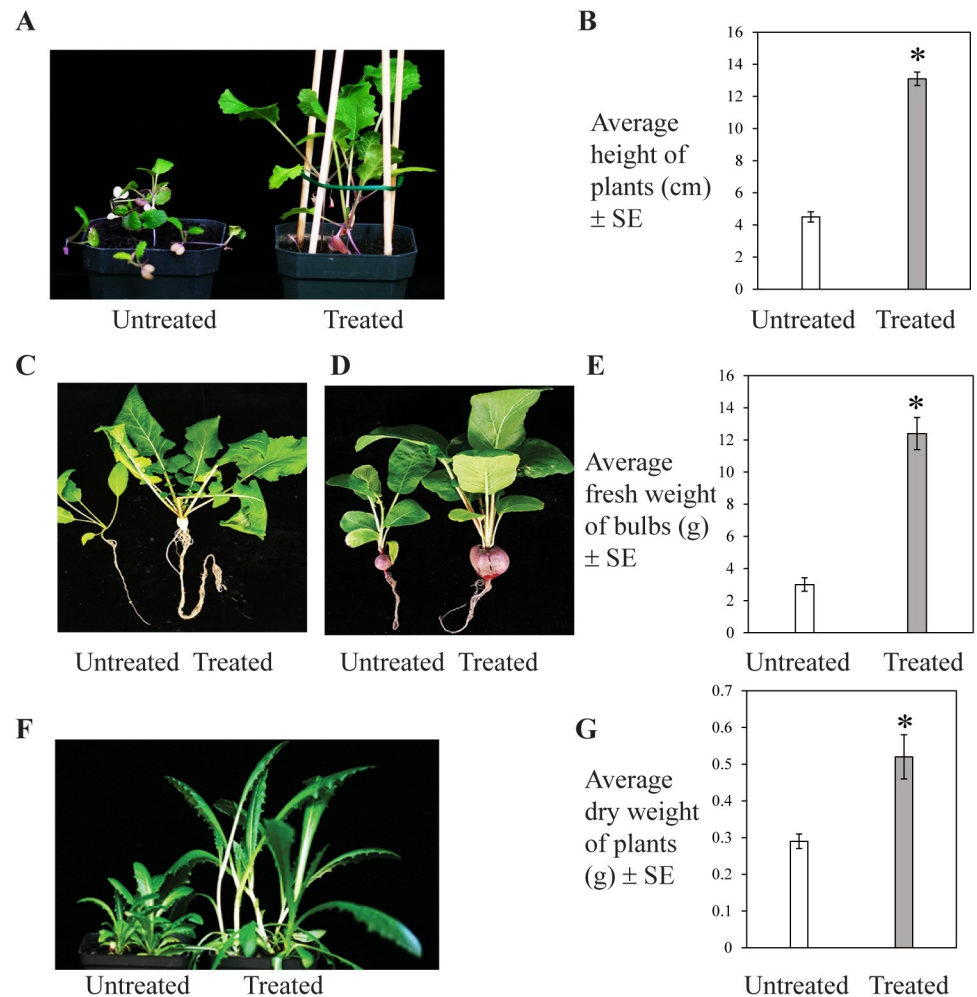 A
Untreated Treated
B
Average
height of
plants (cm)
± SE
16
14
12
10
8
6
4
2
0
*
Untreated Treated
C
Untreated Treated
D
Untreated Treated
E
Average
fresh weight
of bulbs (g)
± SE
16
14
12
10
8
6
4
2
0
*
Untreated Treated
F
Untreated Treated
G
Average
dry weight
of plants
(g) ± SE
0.7
0.6
0.5
0.4
0.3
0.2
0.1
0
*
Untreated Treated